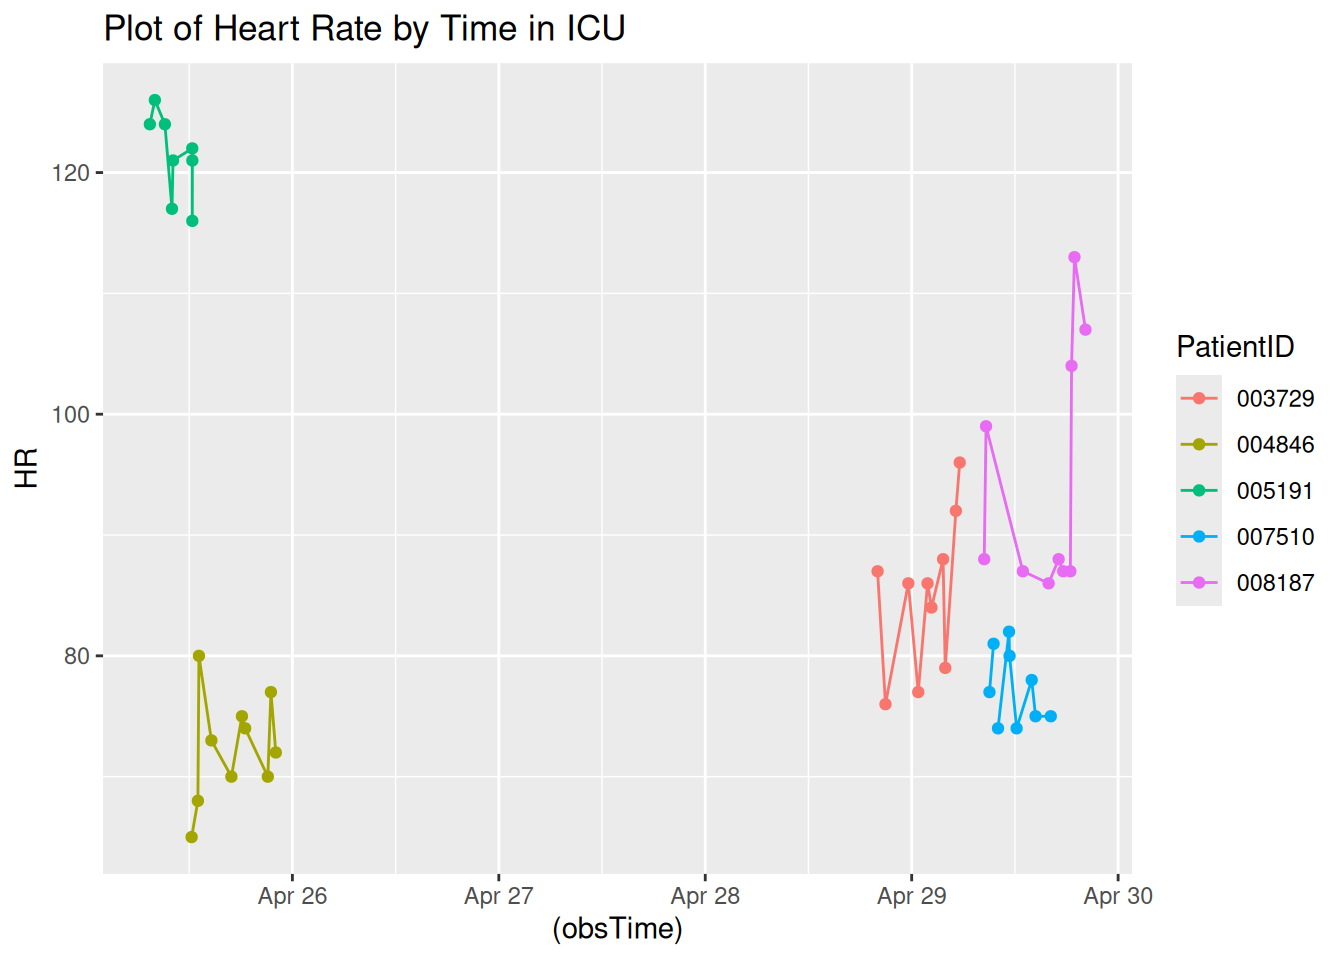 Plot of Heart Rate by Time in ICU
120
100
80
HR
Apr 26
Apr 27
Apr 28
Apr 29
Apr 30
(obsTime)
PatientID
003729
004846
005191
007510
008187